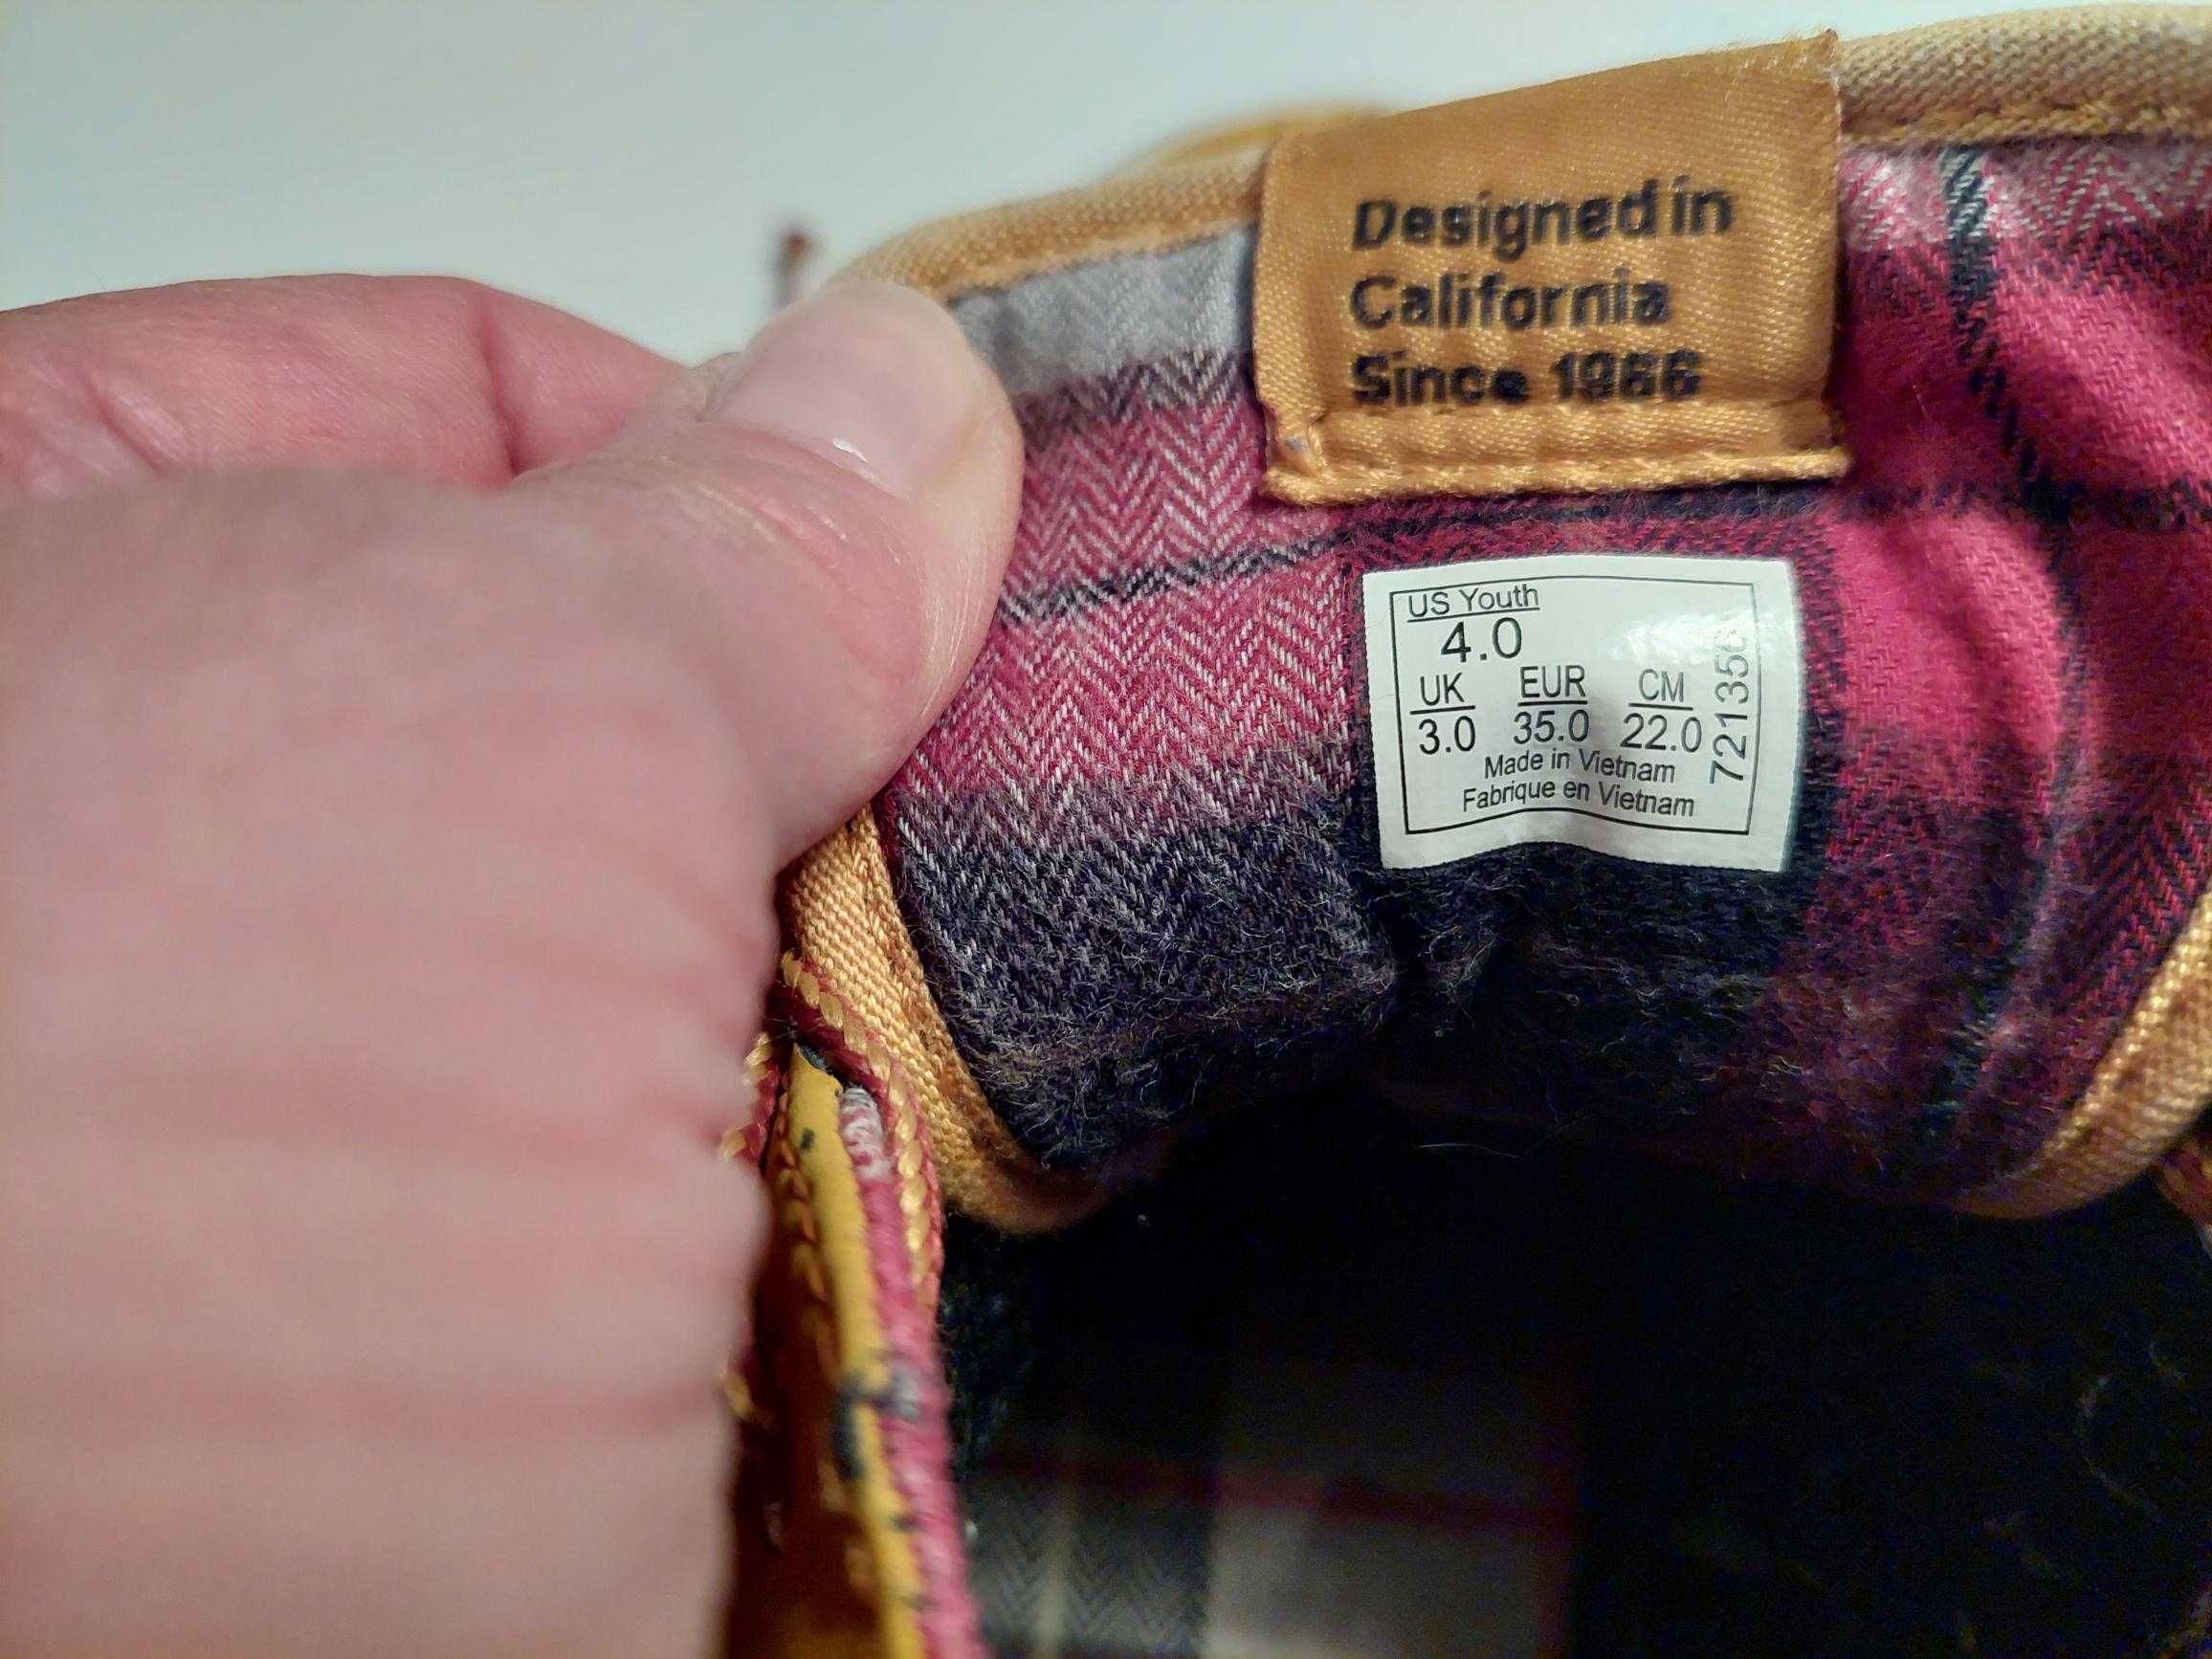 Designed in
California
Since 1966
US Youth
4.0
UK EUR CM
3.0 35.0 22.0
Made in Vietnam
Fabrique en Vietnam
721356